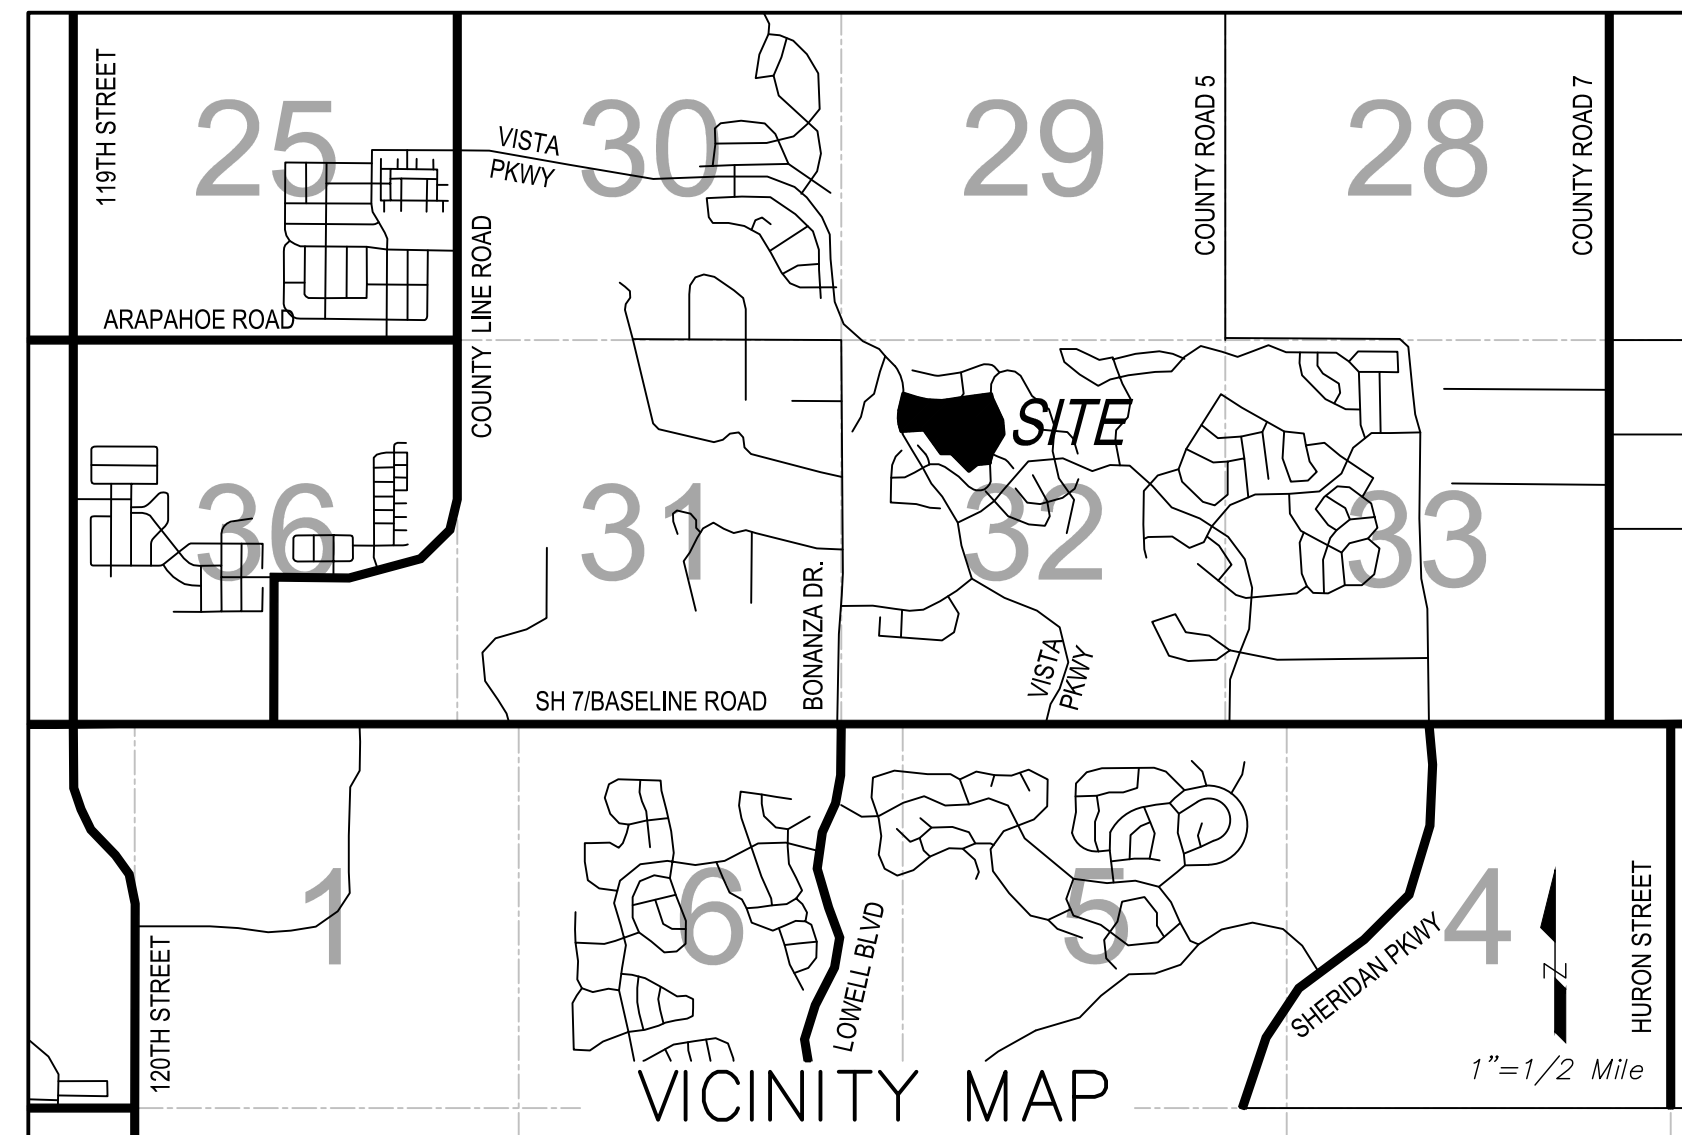 119TH STREET
25
VISTA
PKWY
30
29
COUNTY ROAD 5
28
COUNTY ROAD 7
COUNTY LINE ROAD
ARAPAHOE ROAD
SITE
36
31
32
33
BONANZA DR.
VISTA
PKWY
SH 7/BASELINE ROAD
1
6
5
4
120TH STREET
LOWELL BLVD
SHERIDAN PKWY
HURON STREET
N
1"=1/2 Mile
VICINITY MAP